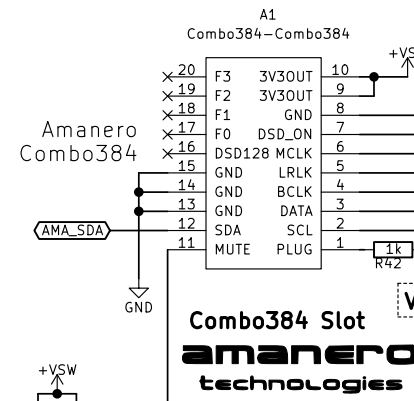 A1
Combo384-Combo384
+VS
20 F3 3V3OUT 10
19 F2 3V3OUT 9
18 F1 GND 8
17 F0 DSD_ON 7
16 DSD128 MCLK 6
15 GND LRLK 5
14 GND BCLK 4
13 GND DATA 3
12 SDA SCL 2
11 MUTE PLUG 1
Amanero
Combo384
AMA_SDA
1k
R42
GND
V
Combo384 Slot
amanero
technologies
+VSW